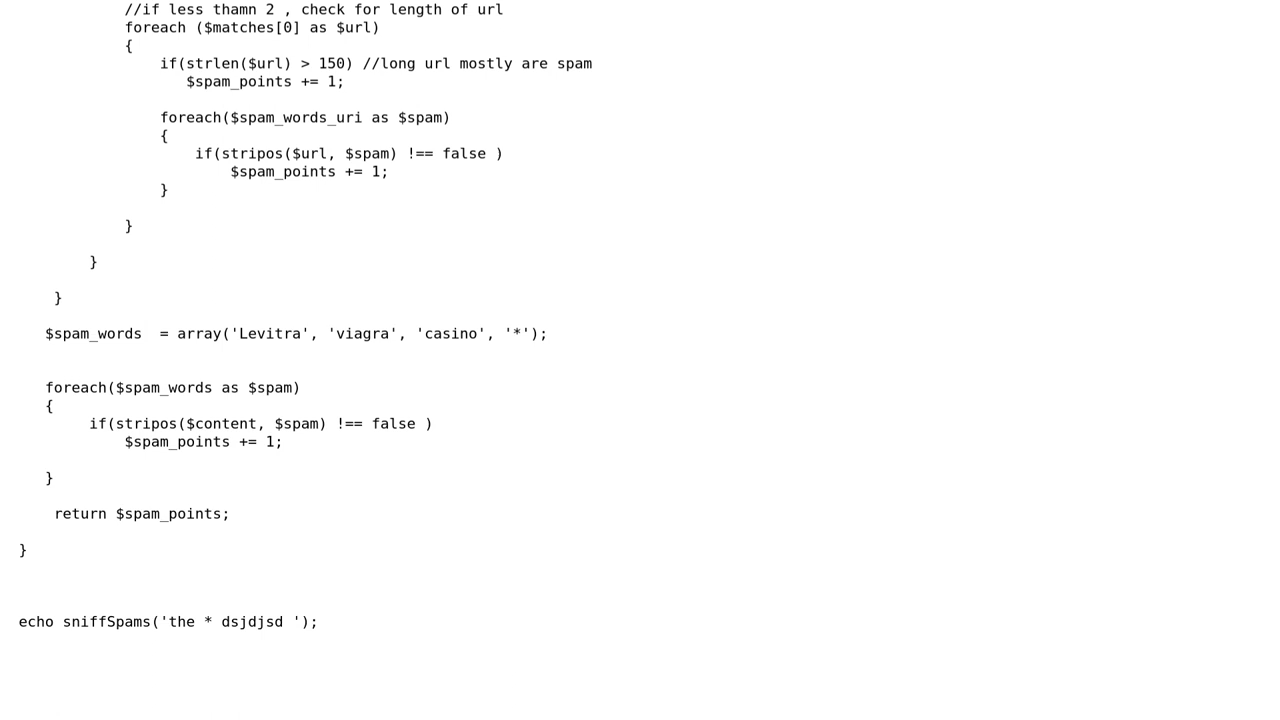 //if less thamn 2 , check for length of url
foreach ($matches[0] as $url)
{
if(strlen($url) > 150) //long url mostly are spam
$spam_points += 1;
foreach($spam_words_uri as $spam)
{
if(stripos($url, $spam) !== false )
$spam_points += 1;
}
}
}
}
$spam_words  = array('Levitra', 'viagra', 'casino', '*');
foreach($spam_words as $spam)
{
if(stripos($content, $spam) !== false )
$spam_points += 1;
}
return $spam_points;
}
echo sniffSpams('the * dsjdjsd ');